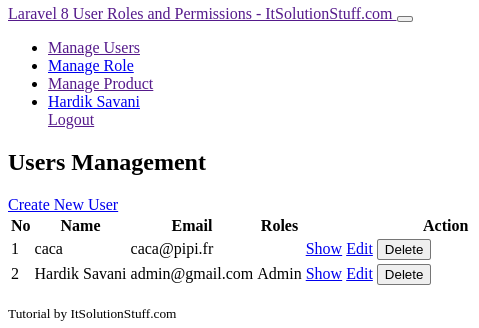 Laravel 8 User Roles and Permissions - ItSolutionStuff.com
Manage Users
Manage Role
Manage Product
Hardik Savani
Logout
Users Management
Create New User
No Name Email Roles Action
1 caca caca@pipi.fr Show Edit Delete
2 Hardik Savani admin@gmail.com Admin Show Edit Delete
Tutorial by ItSolutionStuff.com